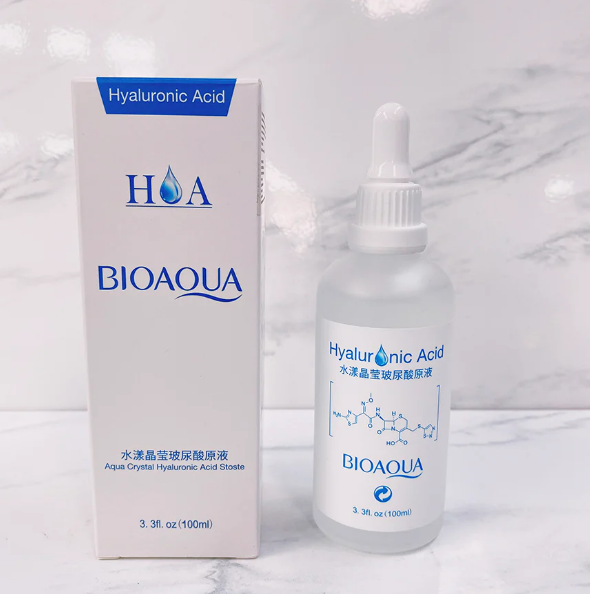 Hyaluronic Acid
HA
BIOAQUA
水漾晶莹玻尿酸原液
Aqua Crystal Hyaluronic Acid Stoste
3. 3fl. oz (100ml)
Hyaluronic Acid
水漾晶莹玻尿酸原液
BIOAQUA
3. 3fl. oz (100ml)